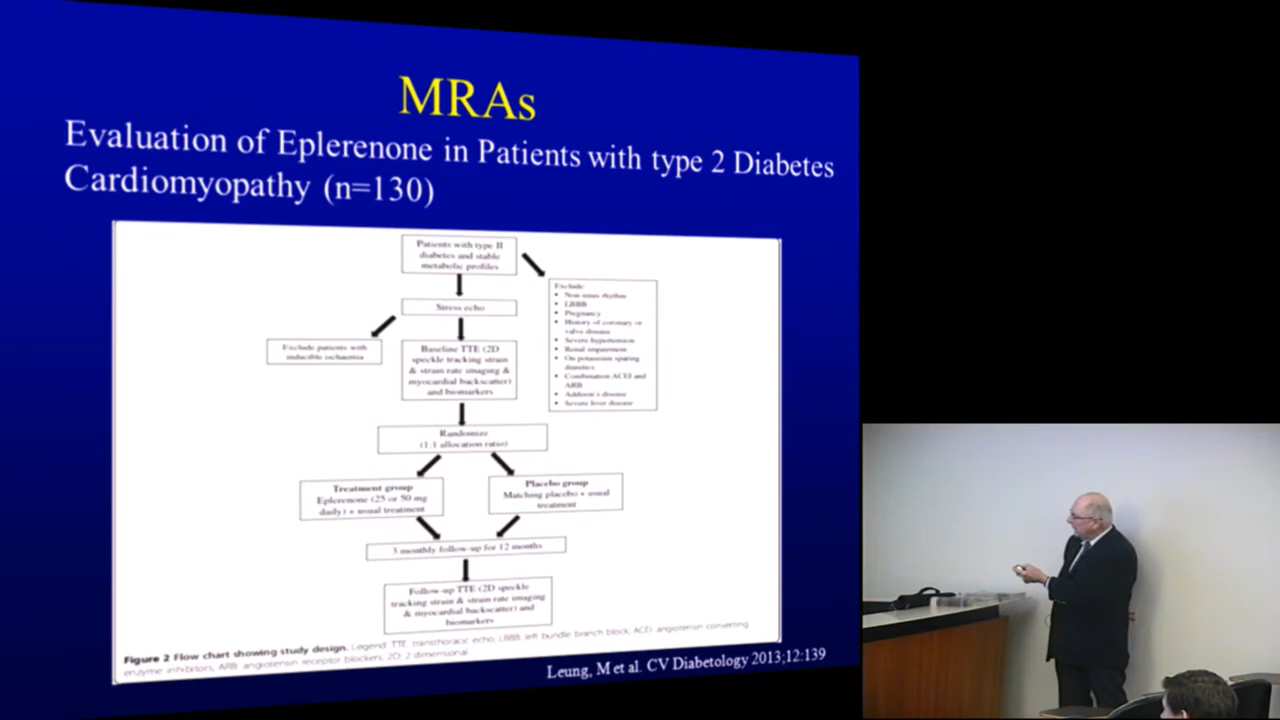 MRAs
Evaluation of Eplerenone in Patients with type 2 Diabetes
Cardiomyopathy (n=130)
Patients with type II
diabetes and stable
metabolic profiles
Exclude
• Non sinus rhythm
• LBBB
• Pregnancy
• History of coronary or
valve disease
• Severe hypertension
• Renal impairment
• On potassium sparing
diuretics
• Combination ACEI and
ARB
• Addison's disease
• Severe liver disease
Stress echo
Exclude patients with
inducible ischaemia
Baseline TTE (2D
speckle tracking strain
& strain rate imaging &
myocardial backscatter)
and biomarkers
Randomize
(1:1 allocation ratio)
Treatment group
Eplerenone (25 or 50 mg
daily) + usual treatment
Placebo group
Matching placebo + usual
treatment
3 monthly follow-up for 12 months
Follow-up TTE (2D speckle
tracking strain & strain rate imaging
& myocardial backscatter) and
biomarkers
Figure 2 Flow chart showing study design. Legend: TTE: transthoracic echo; LBBB: left bundle branch block; ACEI: angiotensin converting
enzyme inhibitors; ARB: angiotensin receptor blockers; 2D: 2 dimensional.
Leung, M et al. CV Diabetology 2013;12:139